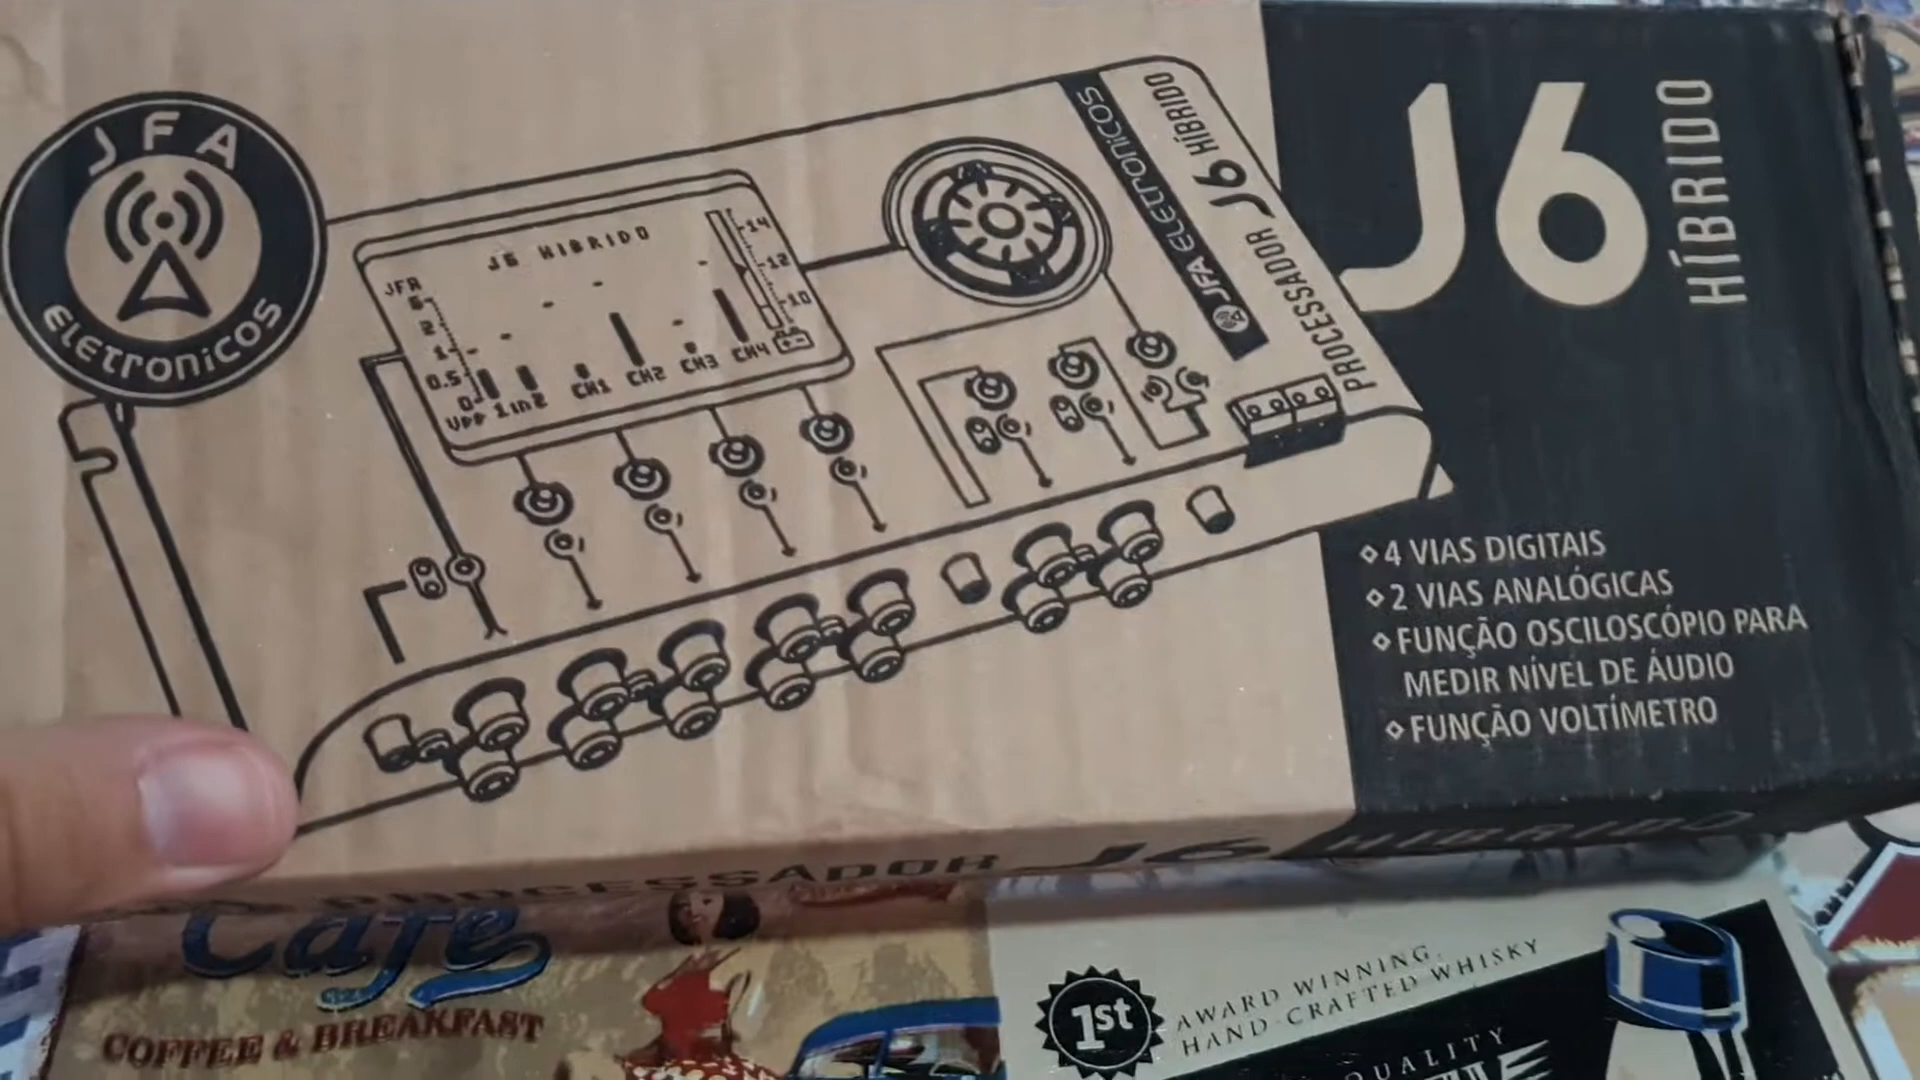 JFA
ELETRONICOS
J6 HIBRIDO
JFA
6
2
1
0.5
0
VPP 1in2
CH1 CH2 CH3 CH4
14
12
10
JFA ELETRONICOS
PROCESSADOR J6 HÍBRIDO
J6 HÍBRIDO
4 VIAS DIGITAIS
2 VIAS ANALÓGICAS
FUNÇÃO OSCILOSCÓPIO PARA
MEDIR NÍVEL DE ÁUDIO
FUNÇÃO VOLTÍMETRO
PROCESSADOR J6 HÍBRIDO
Cafe
COFFEE & BREAKFAST
1st
AWARD WINNING
HAND-CRAFTED WHISKY
QUALITY